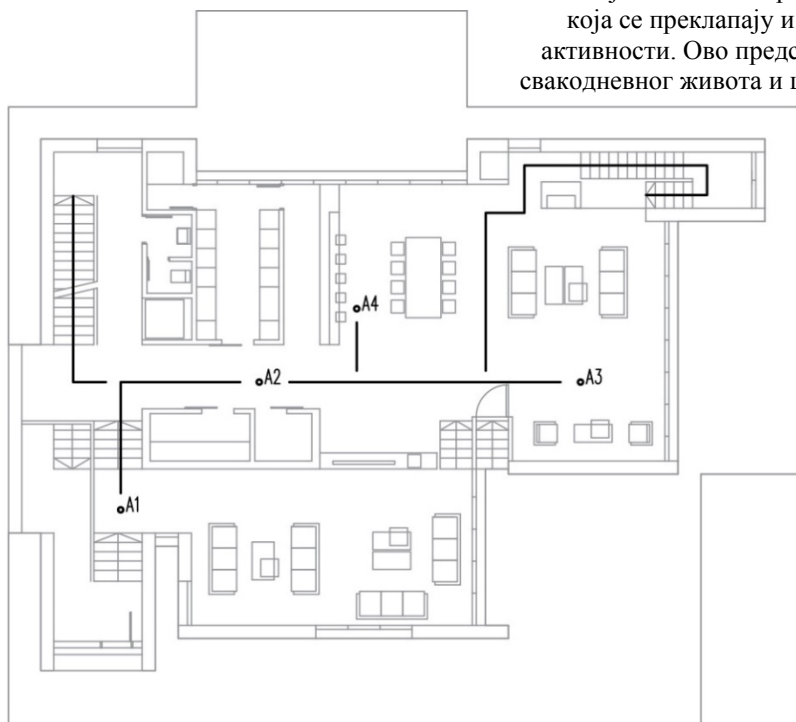 која се преклапају и
активности. Ово предс
свакодневног живота и ц
A4
A2
A3
A1